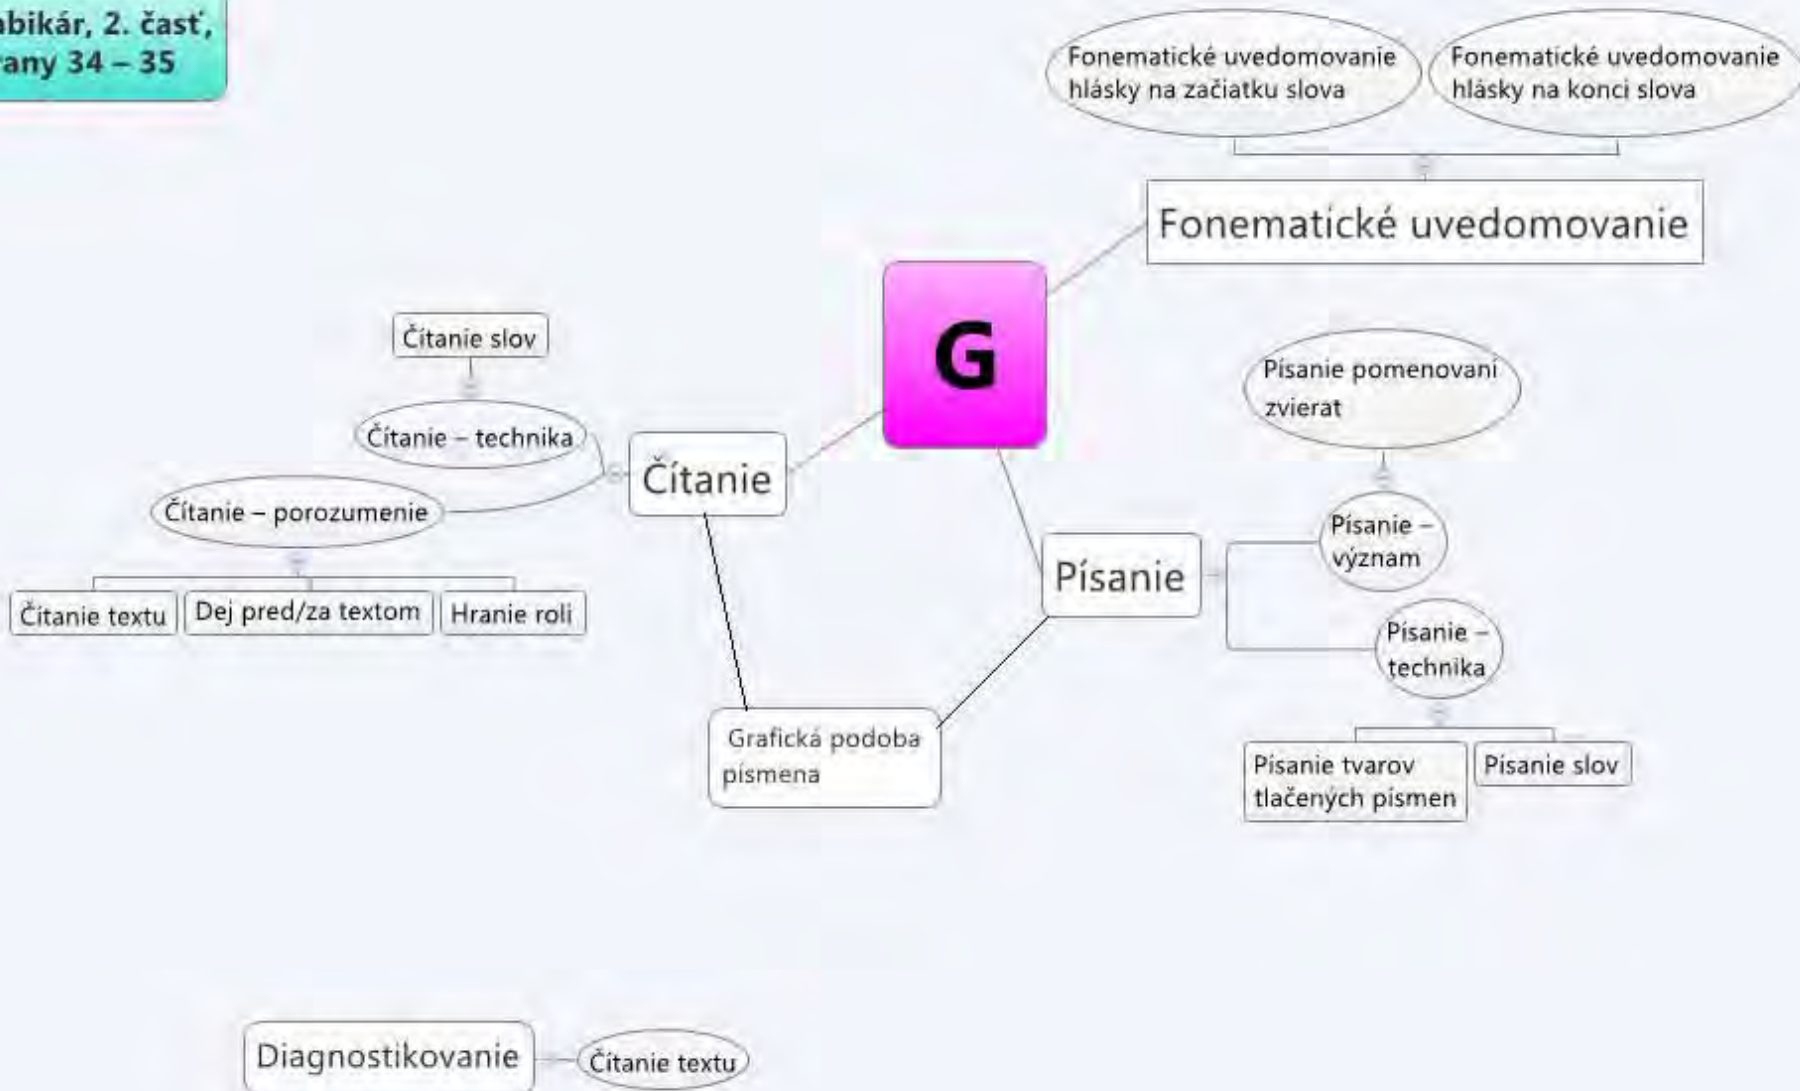 abikár, 2. časť,
rany 34 – 35
Fonematické uvedomovanie
hlásky na začiatku slova
Fonematické uvedomovanie
hlásky na konci slova
Fonematické uvedomovanie
G
Čítanie slov
Čítanie – technika
Čítanie
Čítanie – porozumenie
Čítanie textu
Dej pred/za textom
Hranie rolí
Písanie pomenovaní
zvierat
Písanie –
význam
Písanie
Písanie –
technika
Písanie tvarov
tlačených písmen
Písanie slov
Grafická podoba
písmena
Diagnostikovanie
Čítanie textu